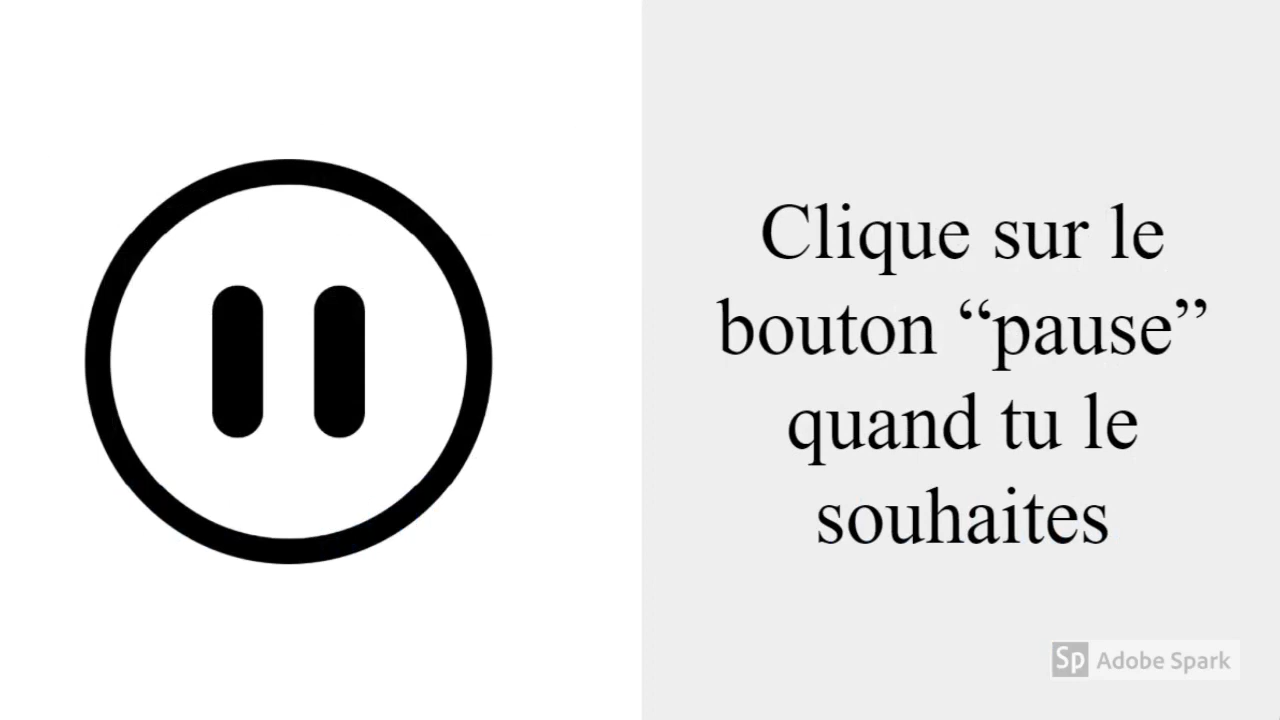 Clique sur le
bouton “pause”
quand tu le
souhaites
Sp Adobe Spark